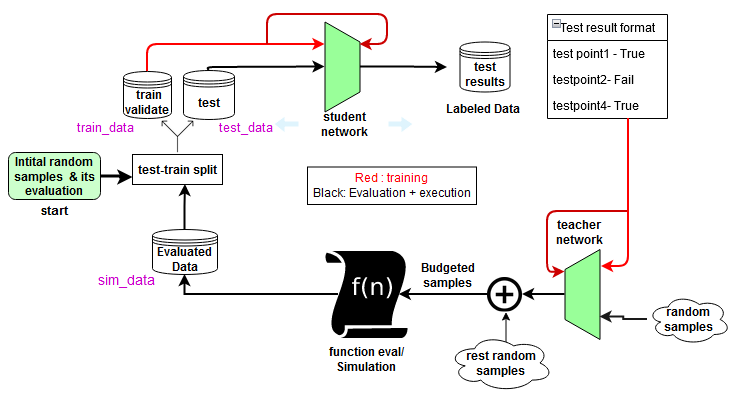 Test result format
test point1 - True
testpoint2- Fail
testpoint4- True
train
validate
test
test
results
Labeled Data
student
network
train_data
test_data
Intital random
samples & its
evaluation
start
test-train split
Red : training
Black: Evaluation + execution
teacher
network
Evaluated
Data
sim_data
f(n)
Budgeted
samples
random
samples
function eval/
Simulation
rest random
samples